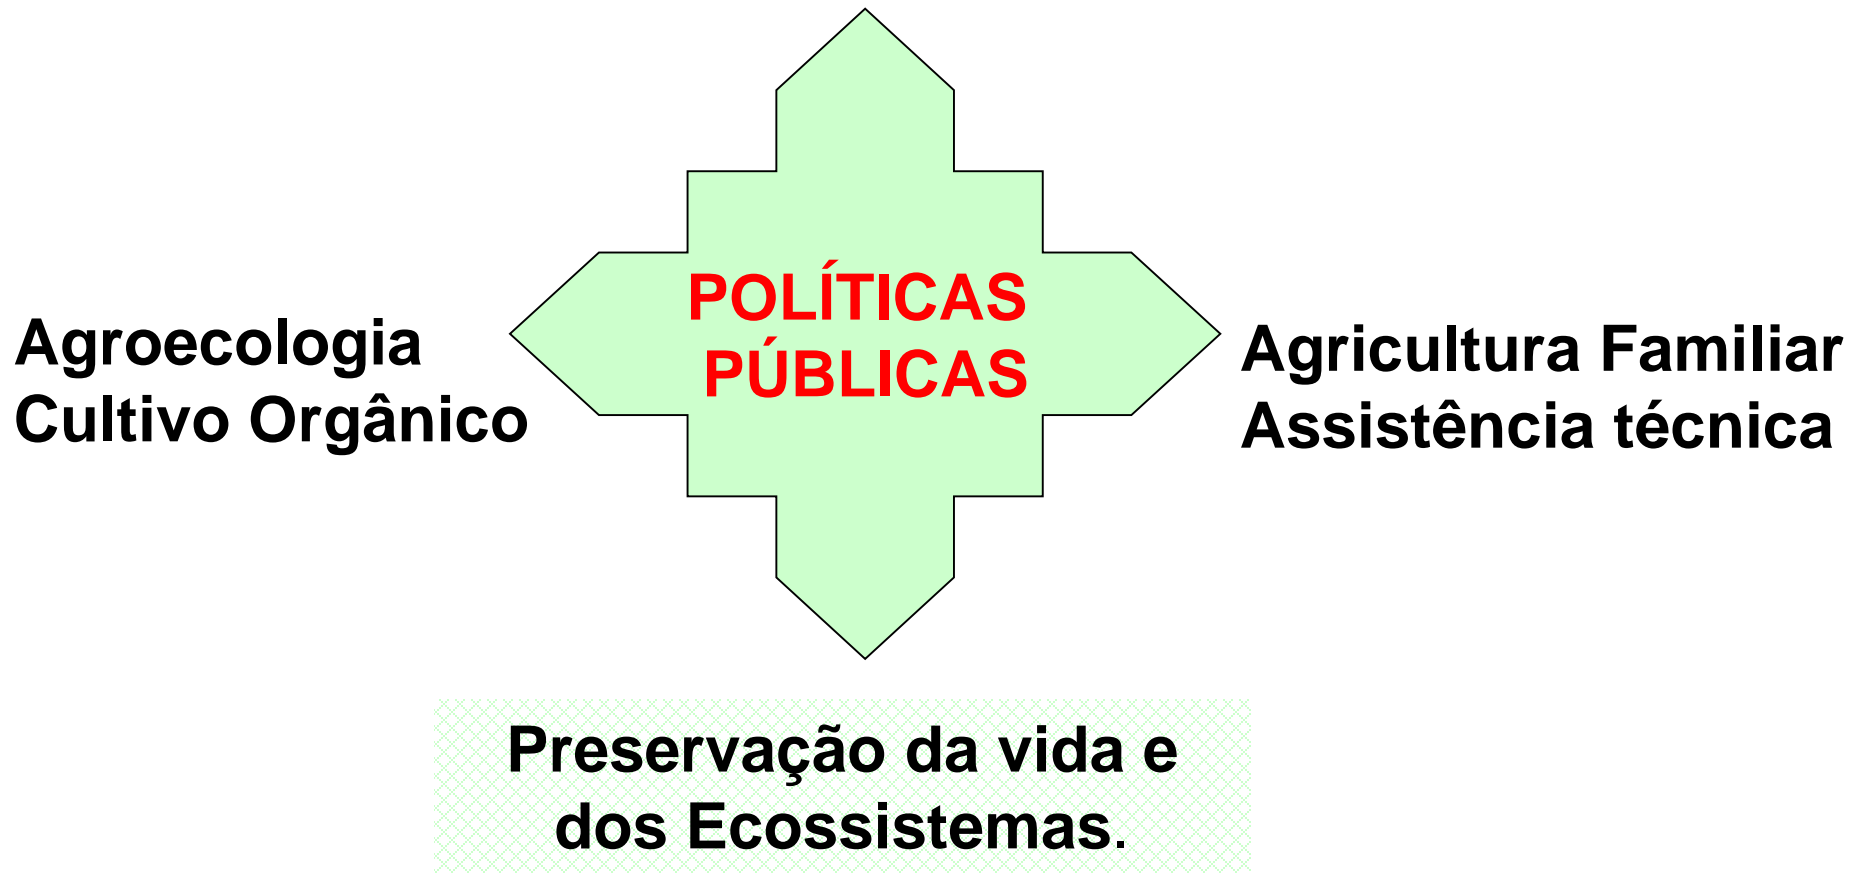 POLÍTICAS
PÚBLICAS
Agroecologia
Cultivo Orgânico
Agricultura Familiar
Assistência técnica
Preservação da vida e
dos Ecossistemas.